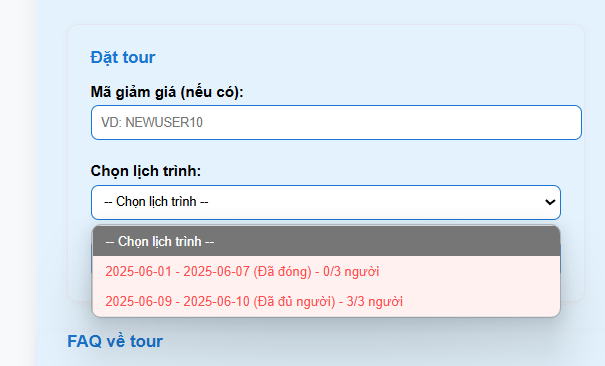 Đặt tour
Mã giảm giá (nếu có):
VD: NEWUSER10
Chọn lịch trình:
-- Chọn lịch trình --
-- Chọn lịch trình --
2025-06-01 - 2025-06-07 (Đã đóng) - 0/3 người
2025-06-09 - 2025-06-10 (Đã đủ người) - 3/3 người
FAQ về tour